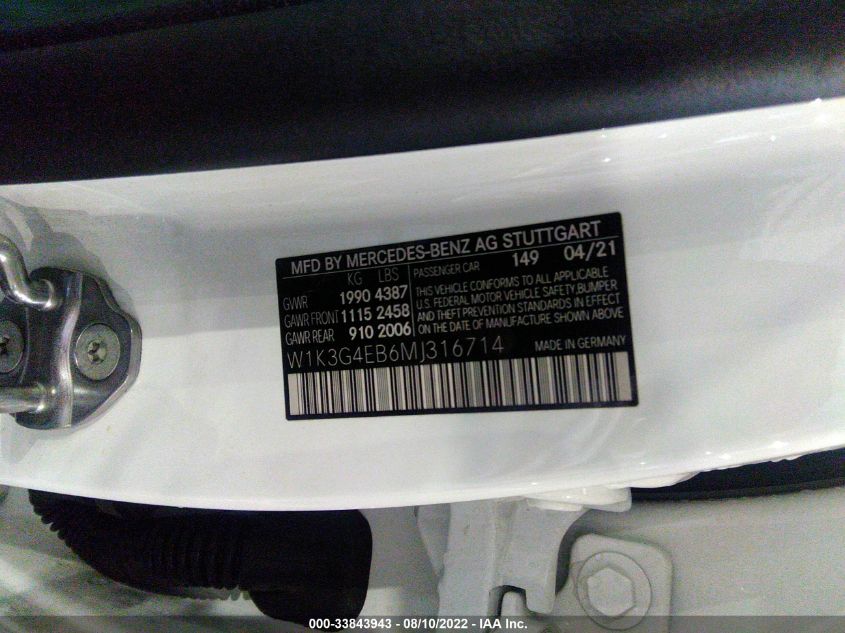 MFD BY MERCEDES-BENZ AG STUTTGART
KG LBS PASSENGER CAR 149 04/21
GVWR 1990 4387
GAWR FRONT 1115 2458
GAWR REAR 910 2006
THIS VEHICLE CONFORMS TO ALL APPLICABLE
U.S. FEDERAL MOTOR VEHICLE SAFETY, BUMPER
AND THEFT PREVENTION STANDARDS IN EFFECT
ON THE DATE OF MANUFACTURE SHOWN ABOVE
W1K3G4EB6MJ316714 MADE IN GERMANY
000-33843943 - 08/10/2022 - IAA Inc.